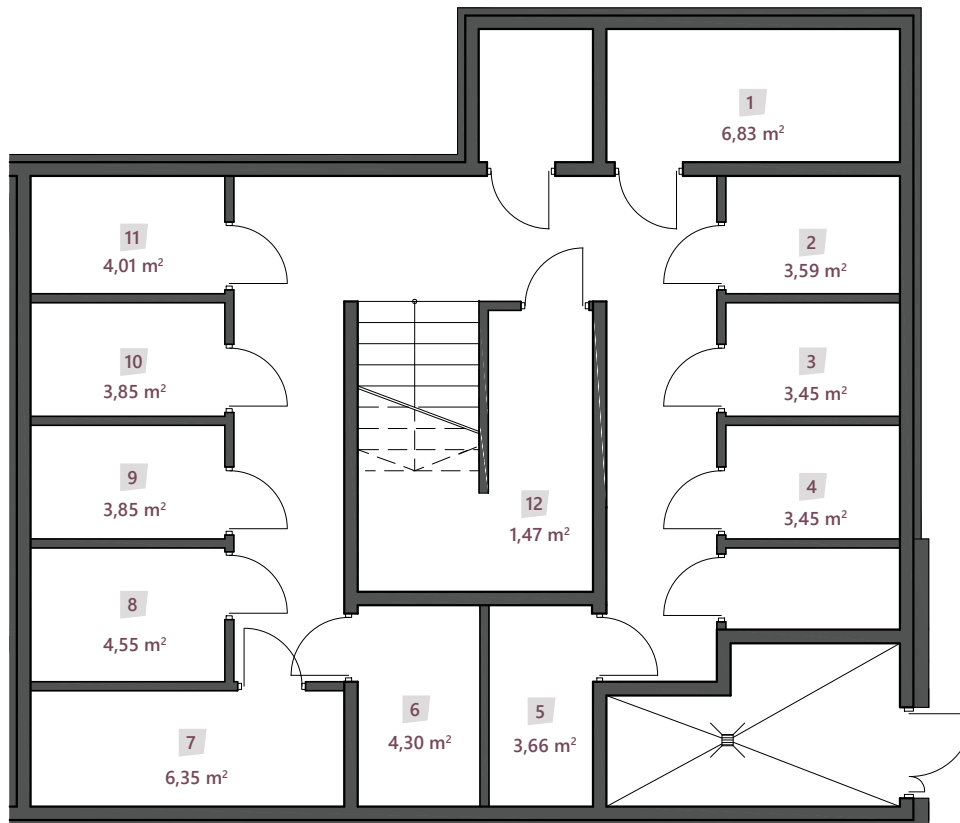 1
6,83 m²
11
4,01 m²
2
3,59 m²
10
3,85 m²
3
3,45 m²
9
3,85 m²
4
3,45 m²
12
1,47 m²
8
4,55 m²
6
4,30 m²
5
3,66 m²
7
6,35 m²